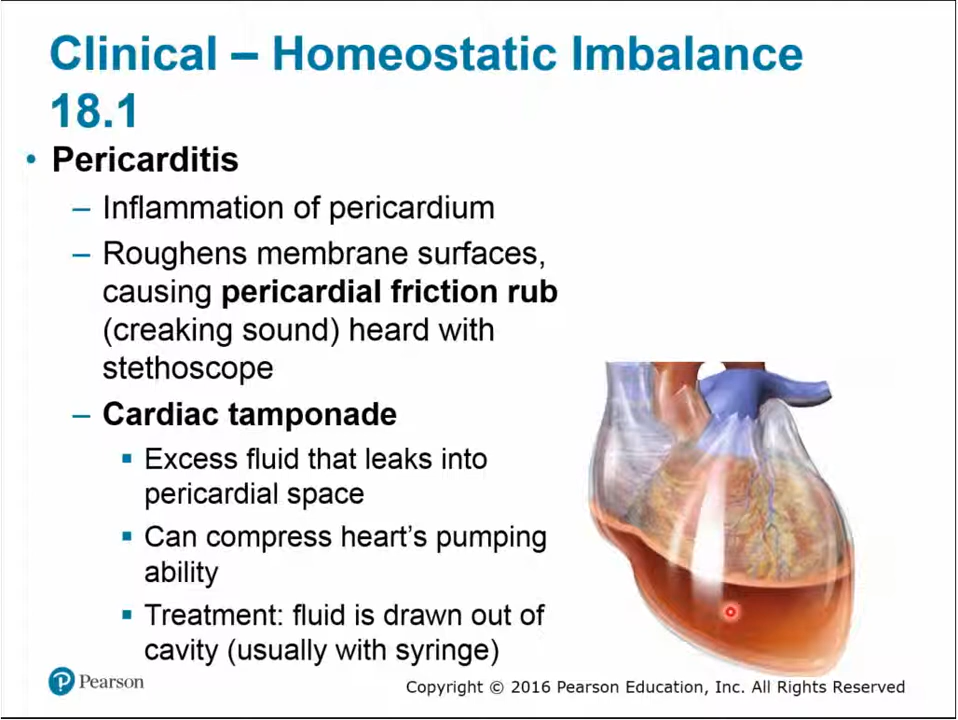 Clinical – Homeostatic Imbalance
18.1
• Pericarditis
– Inflammation of pericardium
– Roughens membrane surfaces,
causing pericardial friction rub
(creaking sound) heard with
stethoscope
– Cardiac tamponade
▪ Excess fluid that leaks into
pericardial space
▪ Can compress heart’s pumping
ability
▪ Treatment: fluid is drawn out of
cavity (usually with syringe)
Pearson
Copyright © 2016 Pearson Education, Inc. All Rights Reserved